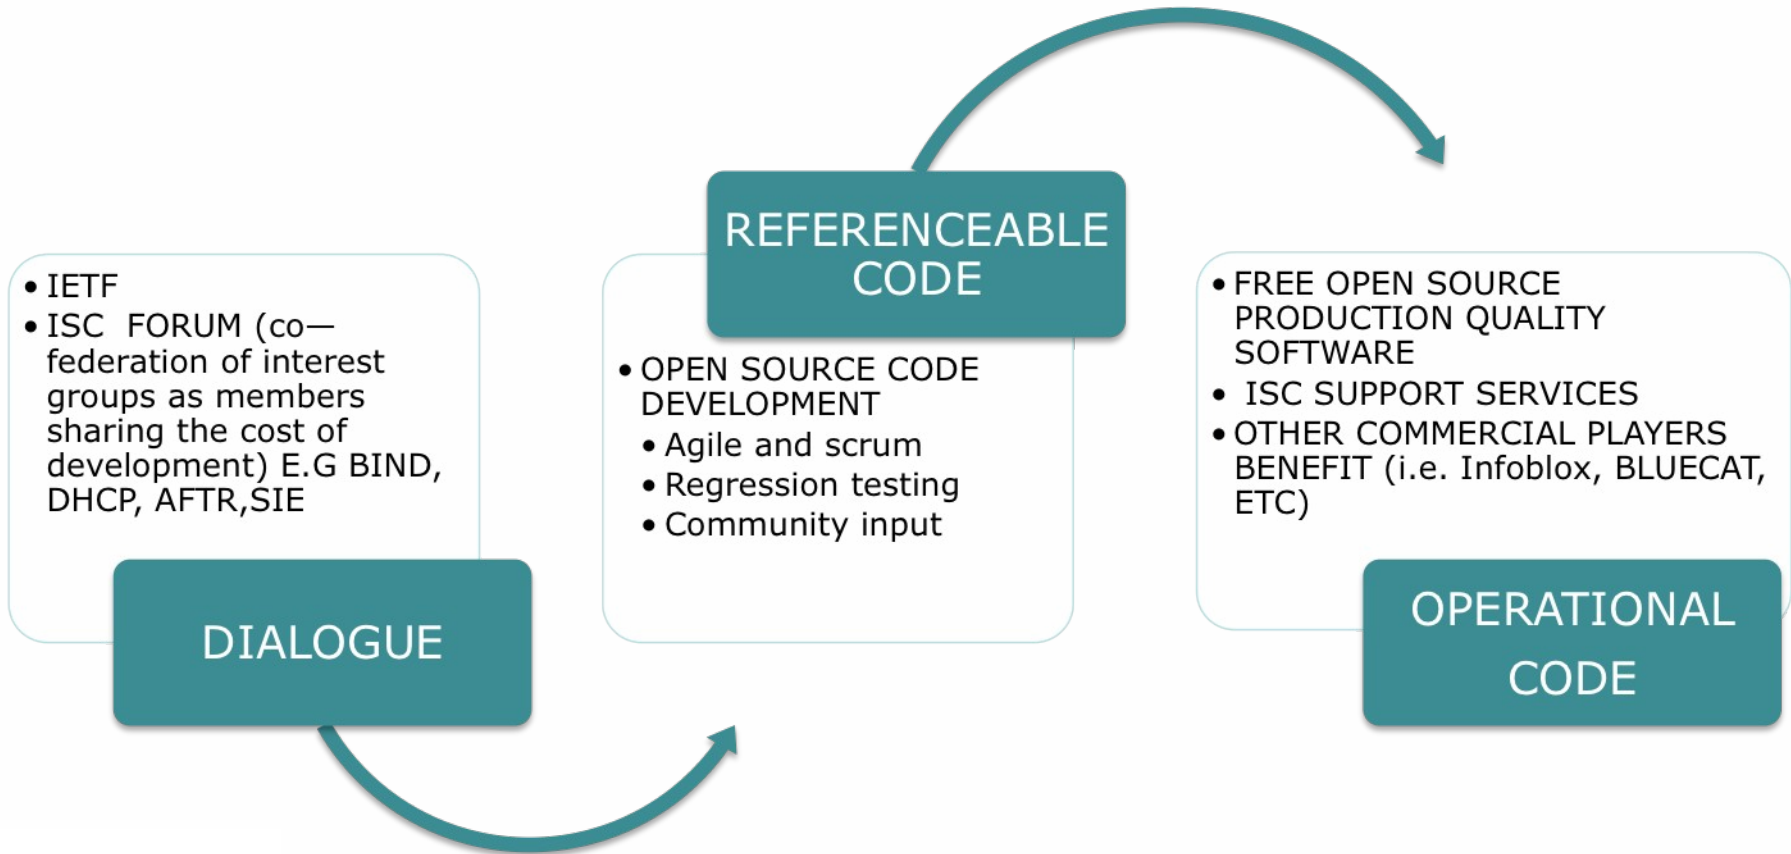 • IETF
• ISC  FORUM (co—
federation of interest
groups as members
sharing the cost of
development) E.G BIND,
DHCP, AFTR,SIE
DIALOGUE
REFERENCEABLE
CODE
• OPEN SOURCE CODE
DEVELOPMENT
• Agile and scrum
• Regression testing
• Community input
• FREE OPEN SOURCE
PRODUCTION QUALITY
SOFTWARE
•  ISC SUPPORT SERVICES
• OTHER COMMERCIAL PLAYERS
BENEFIT (i.e. Infoblox, BLUECAT,
ETC)
OPERATIONAL
CODE